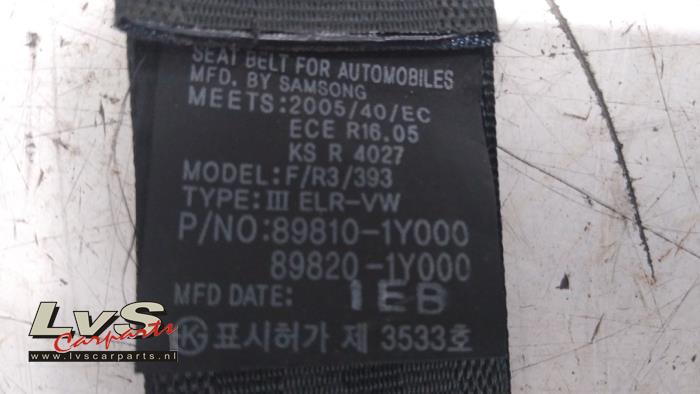 SEAT BELT FOR AUTOMOBILES
MFD. BY SAMSONG
MEETS:2005/40/EC
ECE R16.05
KS R 4027
MODEL:F/R3/393
TYPE:Ⅲ ELR-VW
P/NO:89810-1Y000
89820-1Y000
MFD DATE: 1EB
K 표시허가 제 3533호
LvS
Carparts
www.lvscarparts.nl